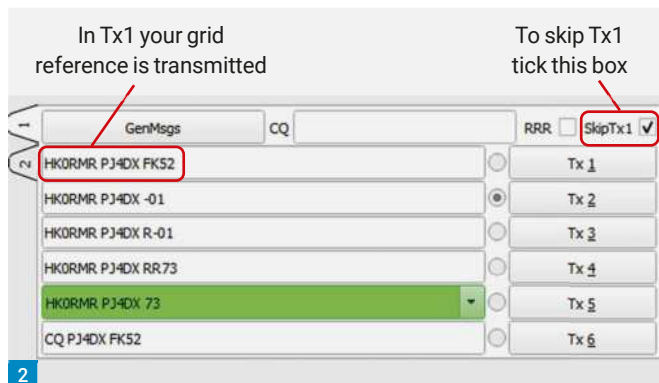 In Tx1 your grid
reference is transmitted
To skip Tx1
tick this box
1
GenMsgs CQ RRR SkipTx1
2
HK0RMR PJ4DX FK52 Tx 1
HK0RMR PJ4DX -01 Tx 2
HK0RMR PJ4DX R-01 Tx 3
HK0RMR PJ4DX RR73 Tx 4
HK0RMR PJ4DX 73 Tx 5
CQ PJ4DX FK52 Tx 6
2